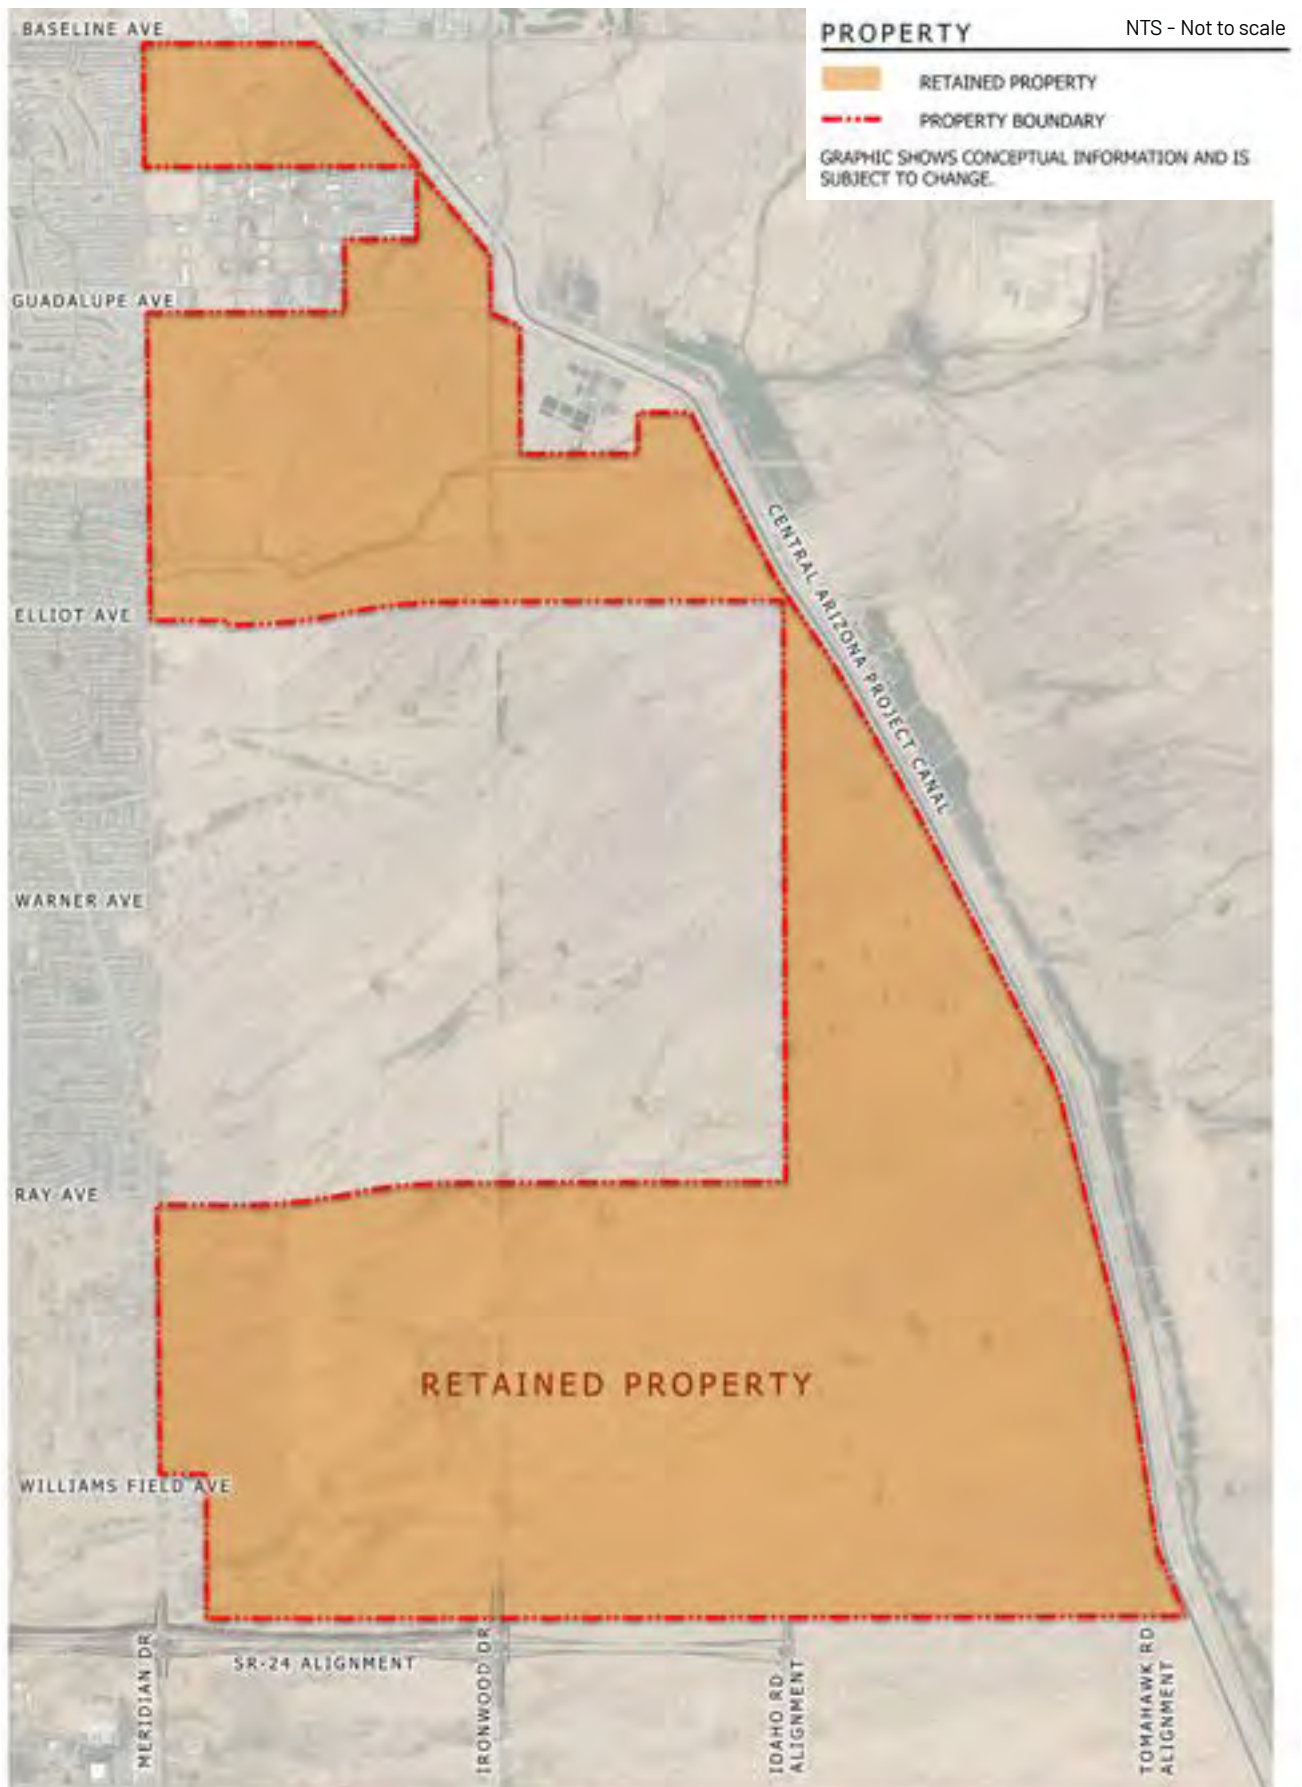 BASELINE AVE
PROPERTY
NTS - Not to scale
RETAINED PROPERTY
PROPERTY BOUNDARY
GRAPHIC SHOWS CONCEPTUAL INFORMATION AND IS
SUBJECT TO CHANGE.
GUADALUPE AVE
CENTRAL ARIZONA PROJECT CANAL
ELLIOT AVE
WARNER AVE
RAY AVE
RETAINED PROPERTY
WILLIAMS FIELD AVE
SR-24 ALIGNMENT
MERIDIAN DR
IRONWOOD DR
IDAHO RD
ALIGNMENT
TOMAHAWK RD
ALIGNMENT